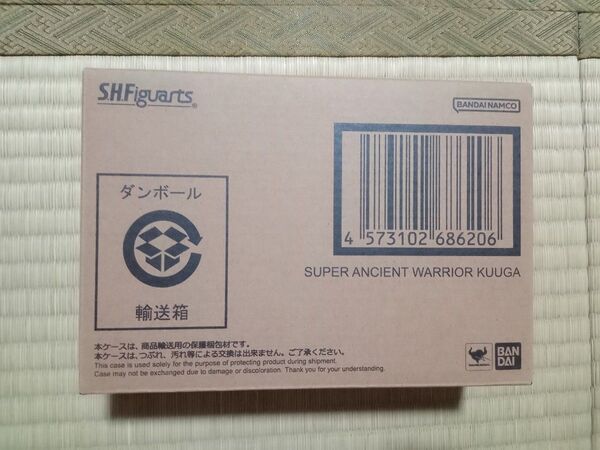 S.H.Figuarts®
BANDAI NAMCO
ダンボール
輸送箱
4 573102 686206
SUPER ANCIENT WARRIOR KUUGA
本ケースは、商品輸送用の保護梱包材です。
本ケースは、つぶれ、汚れ等による交換は出来ません。ご了承ください。
This case is used solely for the purpose of protecting product during shipment.
Case may not be exchanged due to damage or discoloration. Thank you for your understanding.
BAN
DAI